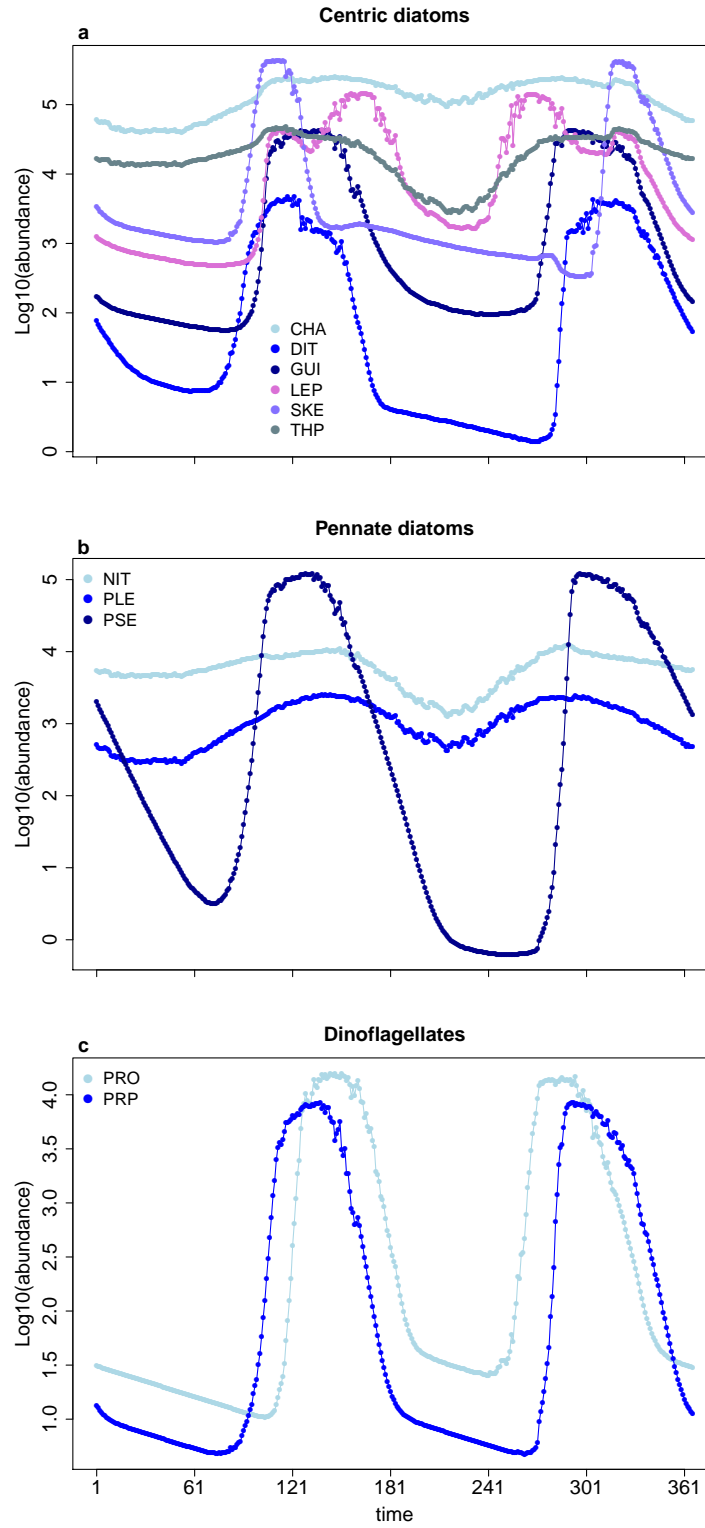 Centric diatoms
a
Log10(abundance)
5
4
3
2
1
0
CHA
DIT
GUI
LEP
SKE
THP
Pennate diatoms
b
Log10(abundance)
5
4
3
2
1
0
NIT
PLE
PSE
Dinoflagellates
c
Log10(abundance)
4.0
3.5
3.0
2.5
2.0
1.5
1.0
PRO
PRP
1 61 121 181 241 301 361
time